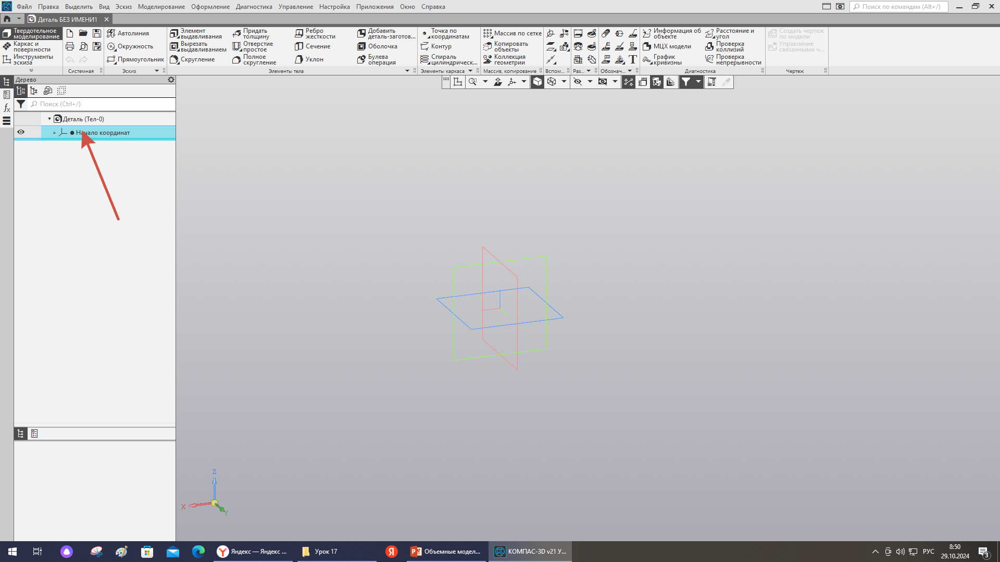 Файл Правка Выделить Вид Эскиз Моделирование Оформление Диагностика Управление Настройка Приложения Окно Справка Поиск по командам (Alt+/)
Деталь БЕЗ ИМЕНИ1
Твердотельное моделирование
Каркас и поверхности
Инструменты эскиза
Системная
Автолиния
Окружность
Прямоугольник
Эскиз
Элемент выдавливания
Вырезать выдавливанием
Скругление
Придать толщину
Отверстие простое
Полное скругление
Ребро жесткости
Сечение
Уклон
Добавить деталь-заготов...
Оболочка
Булева операция
Элементы тела
Точка по координатам
Контур
Спираль цилиндрическ...
Элементы каркаса
Массив по сетке
Копировать объекты
Коллекция геометрии
Массив, копирование
Вспом...
Раз...
Обознач...
Информация об объекте
МЦХ модели
График кривизны
Расстояние и угол
Проверка коллизий
Проверка непрерывности
Диагностика
Создать чертеж по модели
Управление связанными ч...
Чертеж
Дерево
Поиск (Ctrl+/)
Деталь (Тел-0)
Начало координат
Z
X
Y
Яндекс — Яндекс ...
Урок 17
Объемные модел...
КОМПАС-3D v21 У...
РУС
8:50
29.10.2024
3